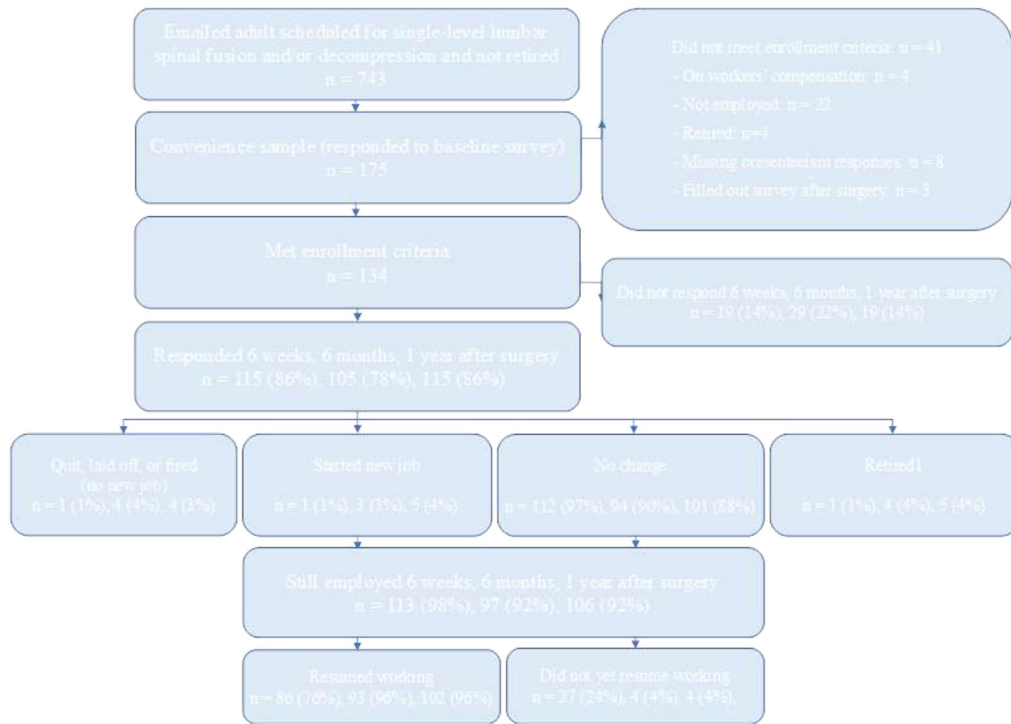 Emailed adult scheduled for single-level lumbar
spinal fusion and/or decompression and not retired
n = 743
Did not meet enrollment criteria: n = 41
- On workers' compensation: n = 4
- Not employed: n = 22
- Retired: n=4
- Missing presenteeism responses: n = 8
- Filled out survey after surgery: n = 3
Convenience sample (responded to baseline survey)
n = 175
Met enrollment criteria
n = 134
Did not respond 6 weeks, 6 months, 1 year after surgery
n = 19 (14%), 29 (22%), 19 (14%)
Responded 6 weeks, 6 months, 1 year after surgery
n = 115 (86%), 105 (78%), 115 (86%)
Quit, laid off, or fired
(no new job)
n = 1 (1%), 4 (4%), 4 (3%)
Started new job
n = 1 (1%), 3 (3%), 5 (4%)
No change
n = 112 (97%), 94 (90%), 101 (88%)
Retired1
n = 1 (1%), 4 (4%), 5 (4%)
Still employed 6 weeks, 6 months, 1 year after surgery
n = 113 (98%), 97 (92%), 106 (92%)
Resumed working
n = 86 (76%), 93 (96%), 102 (96%)
Did not yet resume working
n = 27 (24%), 4 (4%), 4 (4%),